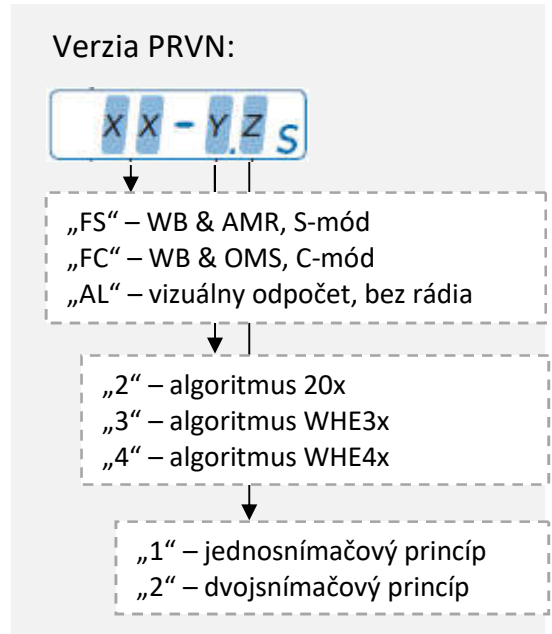 Verzia PRVN:
XX-Y.Z S
„FS“ – WB & AMR, S-mód
„FC“ – WB & OMS, C-mód
„AL“ – vizuálny odpočet, bez rádia
„2“ – algoritmus 20x
„3“ – algoritmus WHE3x
„4“ – algoritmus WHE4x
„1“ – jednosnímačový princíp
„2“ – dvojsnímačový princíp